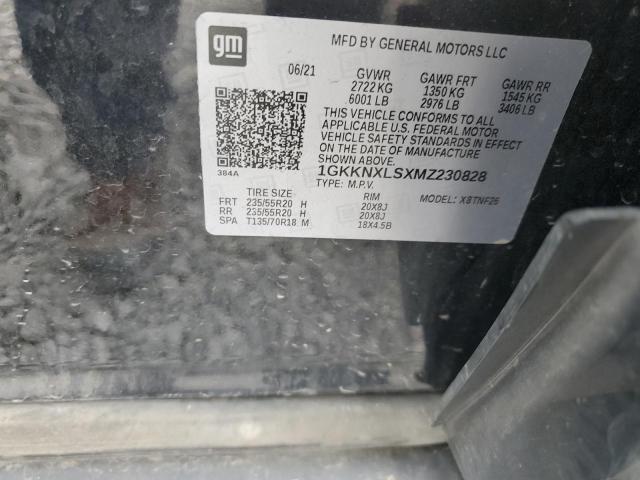 gm
MFD BY GENERAL MOTORS LLC
06/21 GVWR GAWR FRT GAWR RR
2722 KG 1350 KG 1545 KG
6001 LB 2976 LB 3406 LB
THIS VEHICLE CONFORMS TO ALL
APPLICABLE U.S. FEDERAL MOTOR
VEHICLE SAFETY STANDARDS IN EFFECT
ON THE DATE OF MANUFACTURE
SHOWN ABOVE.
384A 1GKKNXLSXMZ230828
TYPE: M.P.V. MODEL: X8TNF26
TIRE SIZE: RIM
FRT 235/55R20 H 20X8J
RR 235/55R20 H 20X8J
SPA T135/70R18 M 18X4.5B